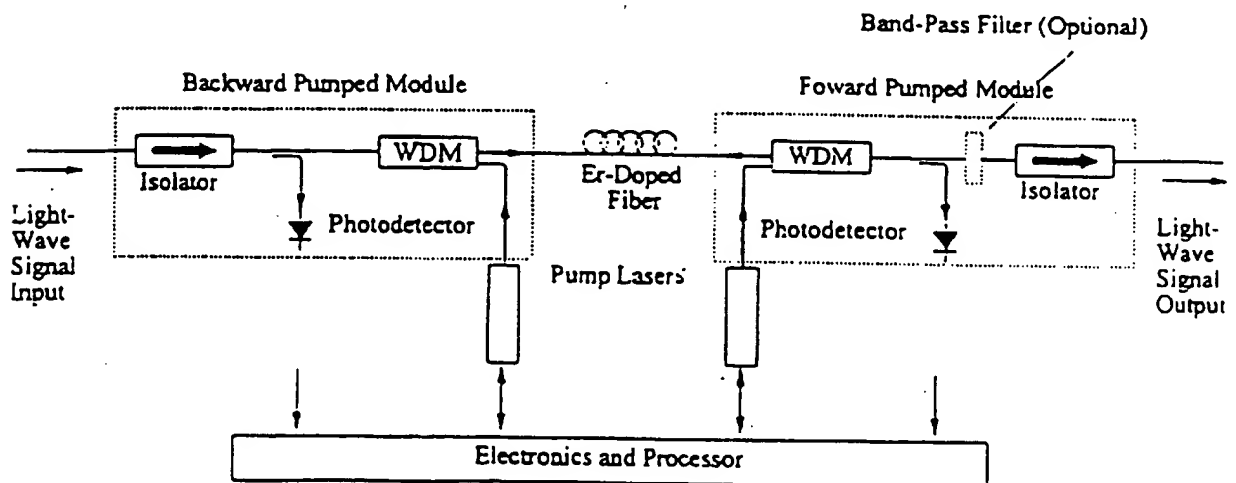 Band-Pass Filter (Optional)
Backward Pumped Module
Foward Pumped Module
WDM
WDM
Isolator
Er-Doped
Fiber
Isolator
Light-
Wave
Signal
Input
Photodetector
Photodetector
Light-
Wave
Signal
Output
Pump Lasers
Electronics and Processor